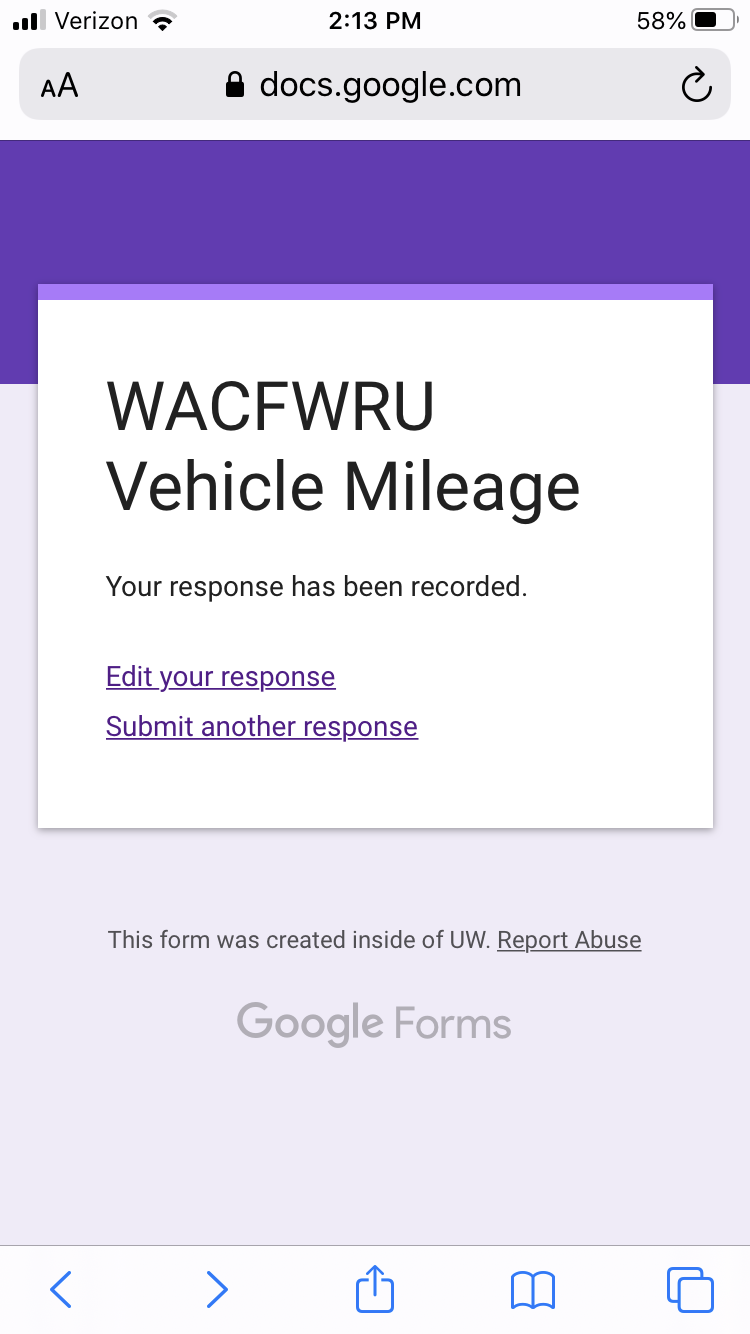 Verizon 2:13 PM 58%
AA docs.google.com
WACFWRU
Vehicle Mileage
Your response has been recorded.
Edit your response
Submit another response
This form was created inside of UW. Report Abuse
Google Forms